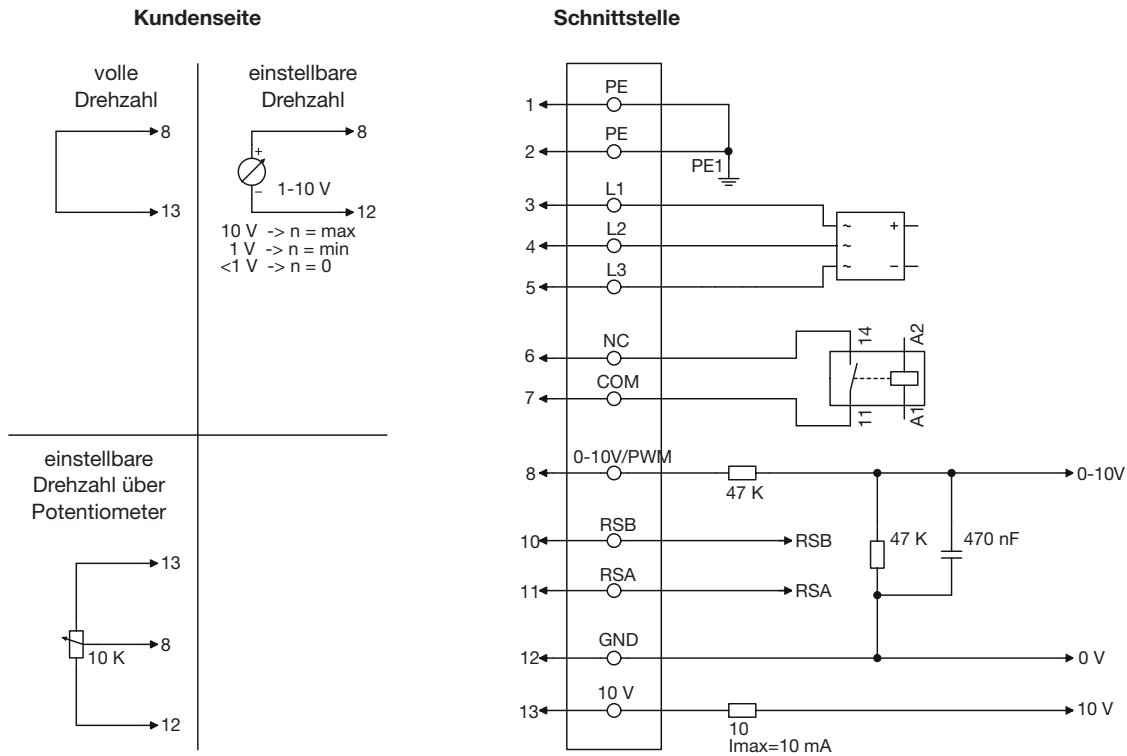 Kundenseite
volle
Drehzahl
8
13
einstellbare
Drehzahl
8
+
–
1-10 V
12
10 V -> n = max
1 V -> n = min
<1 V -> n = 0
einstellbare
Drehzahl über
Potentiometer
13
8
10 K
12
Schnittstelle
1
PE
2
PE
PE1
3
L1
~
+
4
L2
~
5
L3
~
–
6
NC
14
A2
7
COM
11
A1
8
0-10V/PWM
47 K
0-10V
10
RSB
RSB
47 K
470 nF
11
RSA
RSA
12
GND
0 V
13
10 V
10
Imax=10 mA
10 V